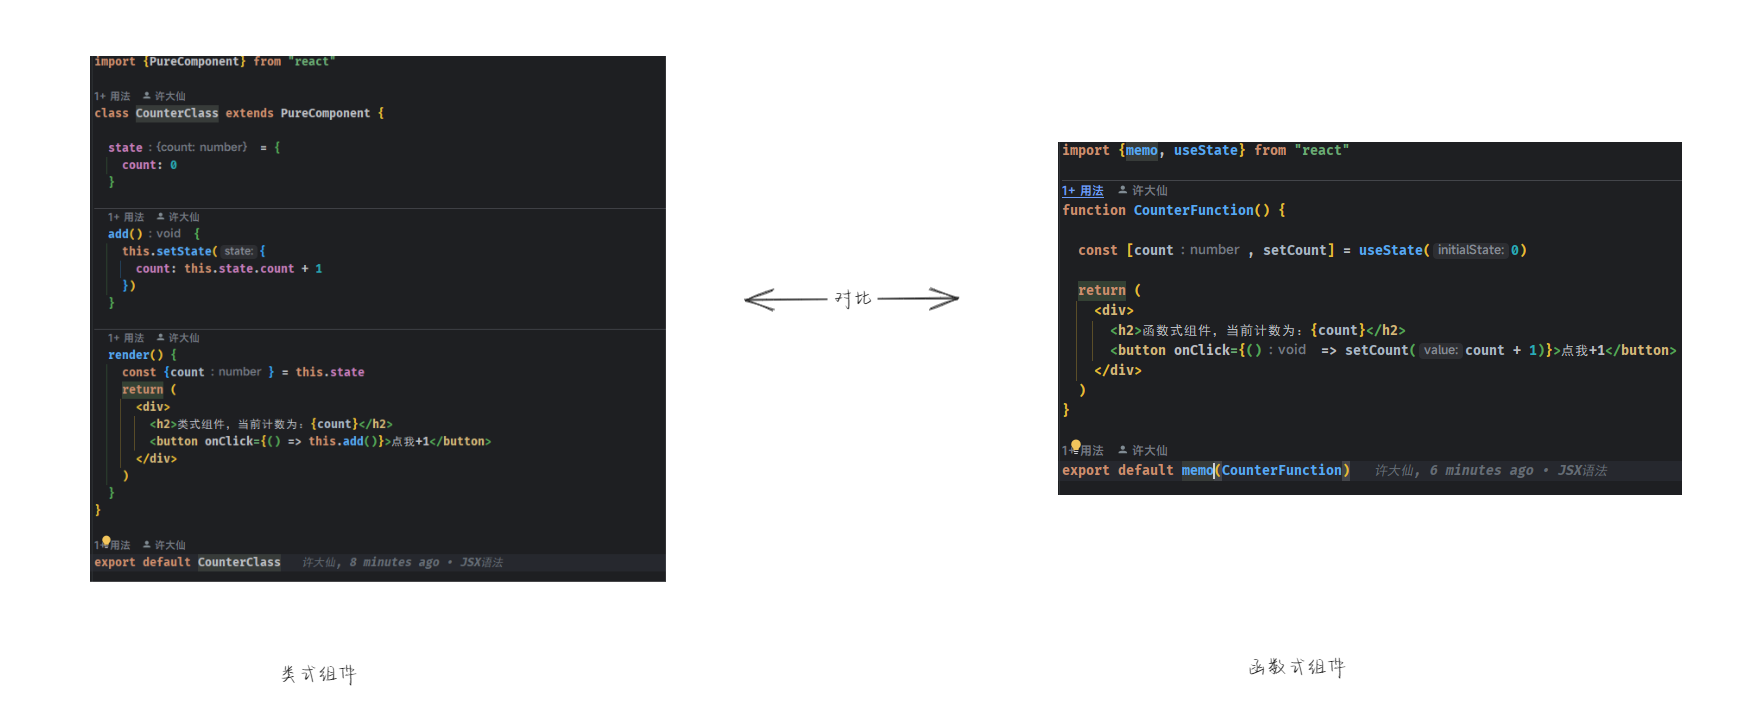 import {PureComponent} from "react"
1+ 用法 许大仙
class CounterClass extends PureComponent {
state : {count: number} = {
count: 0
}
1+ 用法 许大仙
add() : void {
this.setState( state: {
count: this.state.count + 1
})
}
1+ 用法 许大仙
render() {
const {count : number } = this.state
return (
<div>
<h2>类式组件，当前计数为：{count}</h2>
<button onClick={() => this.add()}>点我+1</button>
</div>
)
}
}
1+ 用法 许大仙
export default CounterClass 许大仙, 8 minutes ago • JSX语法
类式组件
对比
import {memo, useState} from "react"
1+ 用法 许大仙
function CounterFunction() {
const [count : number , setCount] = useState( initialState: 0)
return (
<div>
<h2>函数式组件，当前计数为：{count}</h2>
<button onClick={() : void => setCount( value: count + 1)}>点我+1</button>
</div>
)
}
1+ 用法 许大仙
export default memo(CounterFunction) 许大仙, 6 minutes ago • JSX语法
函数式组件